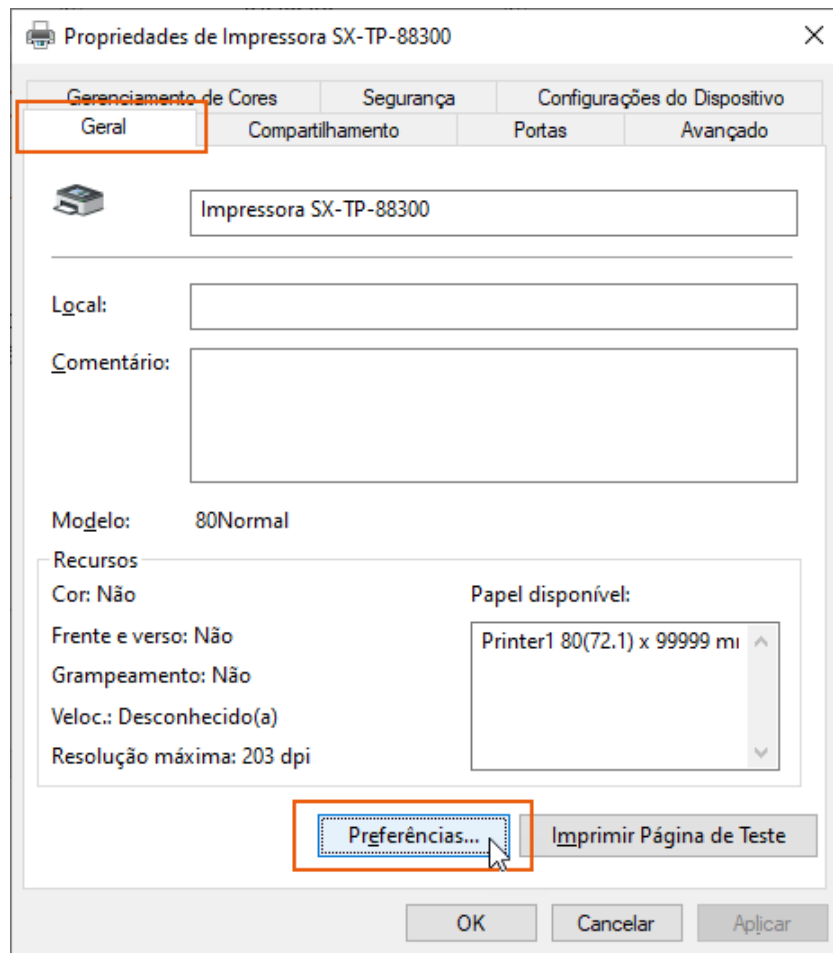 Propriedades de Impressora SX-TP-88300
Gerenciamento de Cores Segurança Configurações do Dispositivo
Geral Compartilhamento Portas Avançado
Impressora SX-TP-88300
Local:
Comentário:
Modelo: 80Normal
Recursos
Cor: Não Papel disponível:
Frente e verso: Não Printer1 80(72.1) x 99999 mm
Grampeamento: Não
Veloc.: Desconhecido(a)
Resolução máxima: 203 dpi
Preferências... Imprimir Página de Teste
OK Cancelar Aplicar